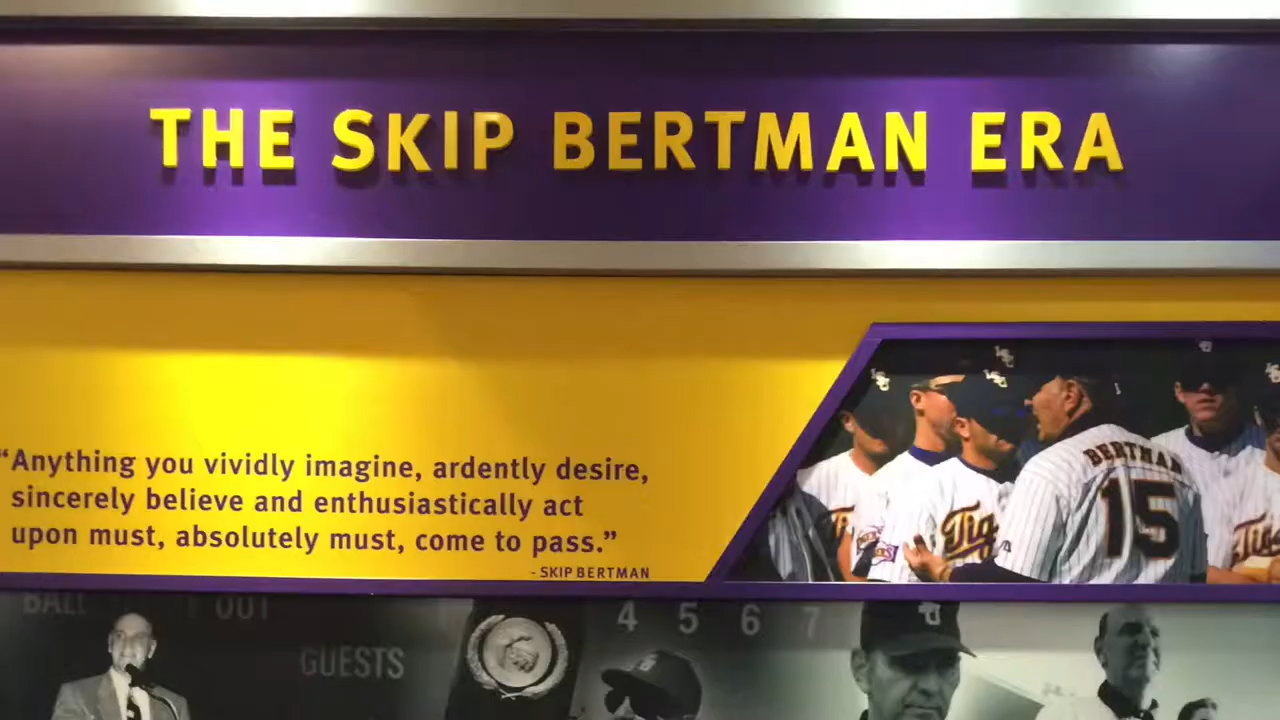 THE SKIP BERTMAN ERA
“Anything you vividly imagine, ardently desire,
sincerely believe and enthusiastically act
upon must, absolutely must, come to pass.”
- SKIP BERTMAN
BERTMAN
15
Tig
BALL OUT
4 5 6 7
GUESTS